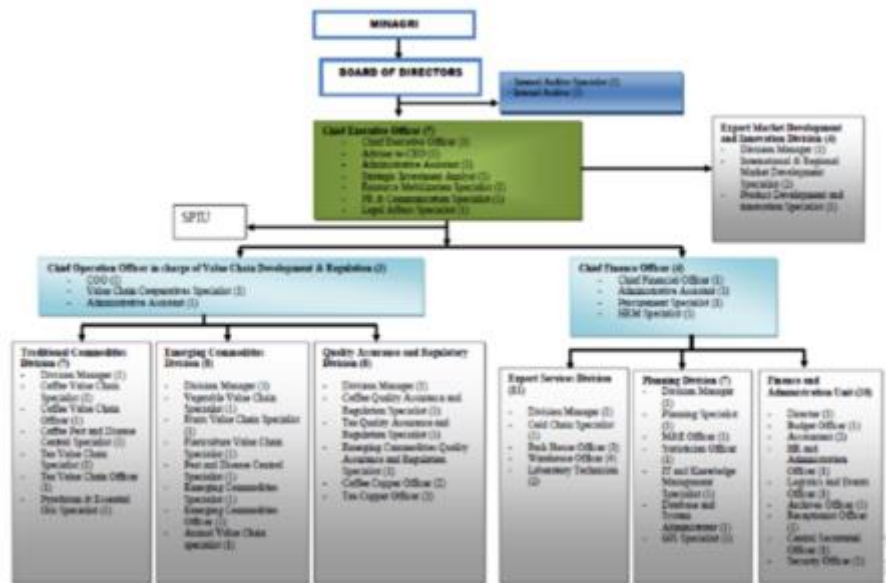 MINAGRI
BOARD OF DIRECTORS
- Internal Auditor Specialist (1)
- Internal Auditor
Chief Executive Officer (7)
- Chief Executive Officer (1)
- Advisor to CEO (1)
- Administrative Assistant (1)
- Strategic Investment Analyst (1)
- Resource Mobilization Specialist (1)
- PR & Communication Specialist (1)
- Legal Affairs Specialist (1)
Export Market Development
and Innovation Division (4)
- Division Manager (1)
- International & Regional
Market Development
Specialist (2)
- Product Development and
innovation Specialist (1)
SPIU
Chief Operation Officer in charge of Value Chain Development & Regulation (3)
- COO (1)
- Value Chain Cooperatives Specialist (1)
- Administrative Assistant (1)
Chief Finance Officer (4)
- Chief Financial Officer (1)
- Administrative Assistant (1)
- Procurement Specialist (1)
- HRM Specialist (1)
Traditional Commodities
Division (7)
- Division Manager (1)
- Coffee Value Chain
Specialist (1)
- Coffee Value Chain
Officer (1)
- Coffee Pest and Disease
Control Specialist (1)
- Tea Value Chain
Specialist (1)
- Tea Value Chain Officer
(1)
- Pyrethrum & Essential
Oils Specialist (1)
Emerging Commodities
Division (8)
- Division Manager (1)
- Vegetable Value Chain
Specialist (1)
- Fruits Value Chain Specialist
(1)
- Floriculture Value Chain
Specialist (1)
- Pest and Disease Control
Specialist (1)
- Emerging Commodities
Specialist (1)
- Emerging Commodities
Officer (1)
- Animal Value Chain
specialist (1)
Quality Assurance and Regulatory
Division (8)
- Division Manager (1)
- Coffee Quality Assurance and
Regulation Specialist (1)
- Tea Quality Assurance and
Regulation Specialist (1)
- Emerging Commodities Quality
Assurance and Regulation
Specialist (1)
- Coffee Cupper Officer (2)
- Tea Cupper Officer (2)
Export Services Division
- Division Manager (1)
- Cold Chain Specialist
(1)
- Pack House Officer (3)
- Warehouse Officer (4)
- Laboratory Technician
(2)
Planning Division (7)
- Division Manager
(1)
- Planning Specialist
(1)
- M&E Officer (1)
- Statistician Officer
(1)
- IT and Knowledge
Management
Specialist (1)
- Database and
System
Administrator (1)
- GIS Specialist (1)
Finance and
Administration Unit (10)
- Director (1)
- Budget Officer (1)
- Accountant (2)
- HR and
Administration
Officer (1)
- Logistics and Events
Officer (1)
- Archives Officer (1)
- Receptionist Officer
(1)
- Central Secretariat
Officer (1)
- Security Officer